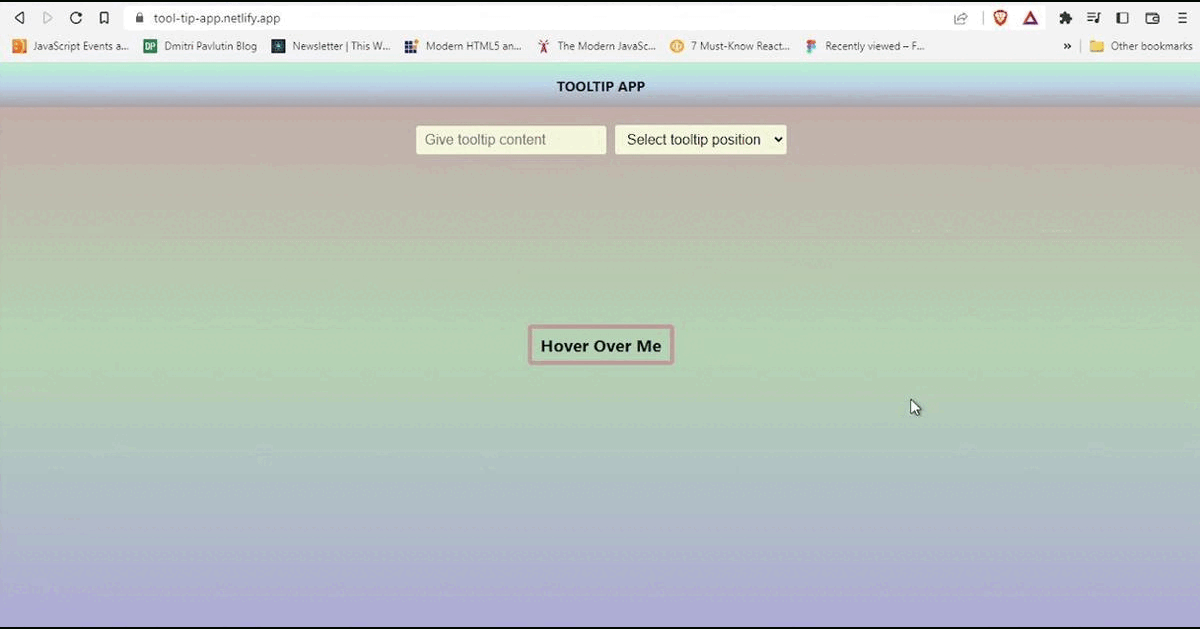 tool-tip-app.netlify.app
JavaScript Events a... DP Dmitri Pavlutin Blog Newsletter | This W... Modern HTML5 an... The Modern JavaSc... 7 Must-Know React... Recently viewed – F... » Other bookmarks
TOOLTIP APP
Give tooltip content Select tooltip position
Hover Over Me